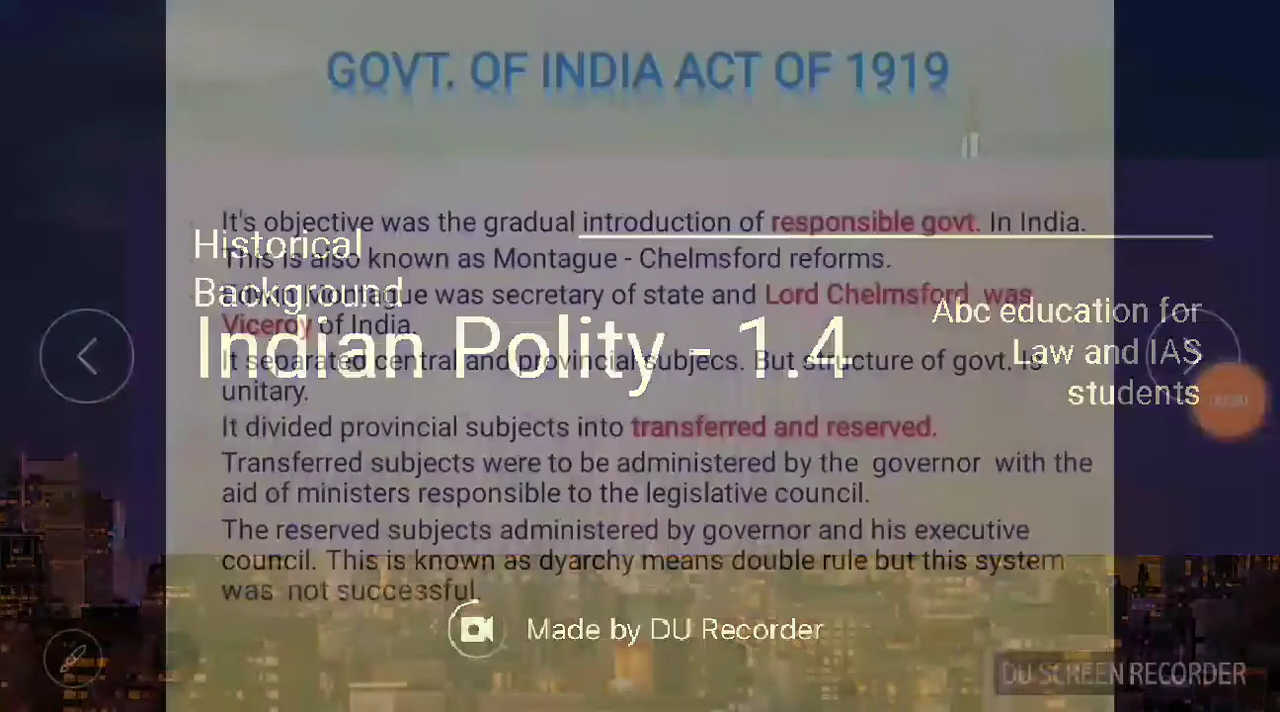 GOVT. OF INDIA ACT OF 1919
It's objective was the gradual introduction of responsible govt. In India.
This is also known as Montague - Chelmsford reforms.
Edwin Montague was secretary of state and Lord Chelmsford was
Viceroy of India.
It separated central and provincial subjecs. But structure of govt. is
unitary.
It divided provincial subjects into transferred and reserved.
Transferred subjects were to be administered by the governor with the
aid of ministers responsible to the legislative council.
The reserved subjects administered by governor and his executive
council. This is known as dyarchy means double rule but this system
was not successful.
Historical
Background
Indian Polity - 1.4
Abc education for
Law and IAS
students
Made by DU Recorder
DU SCREEN RECORDER